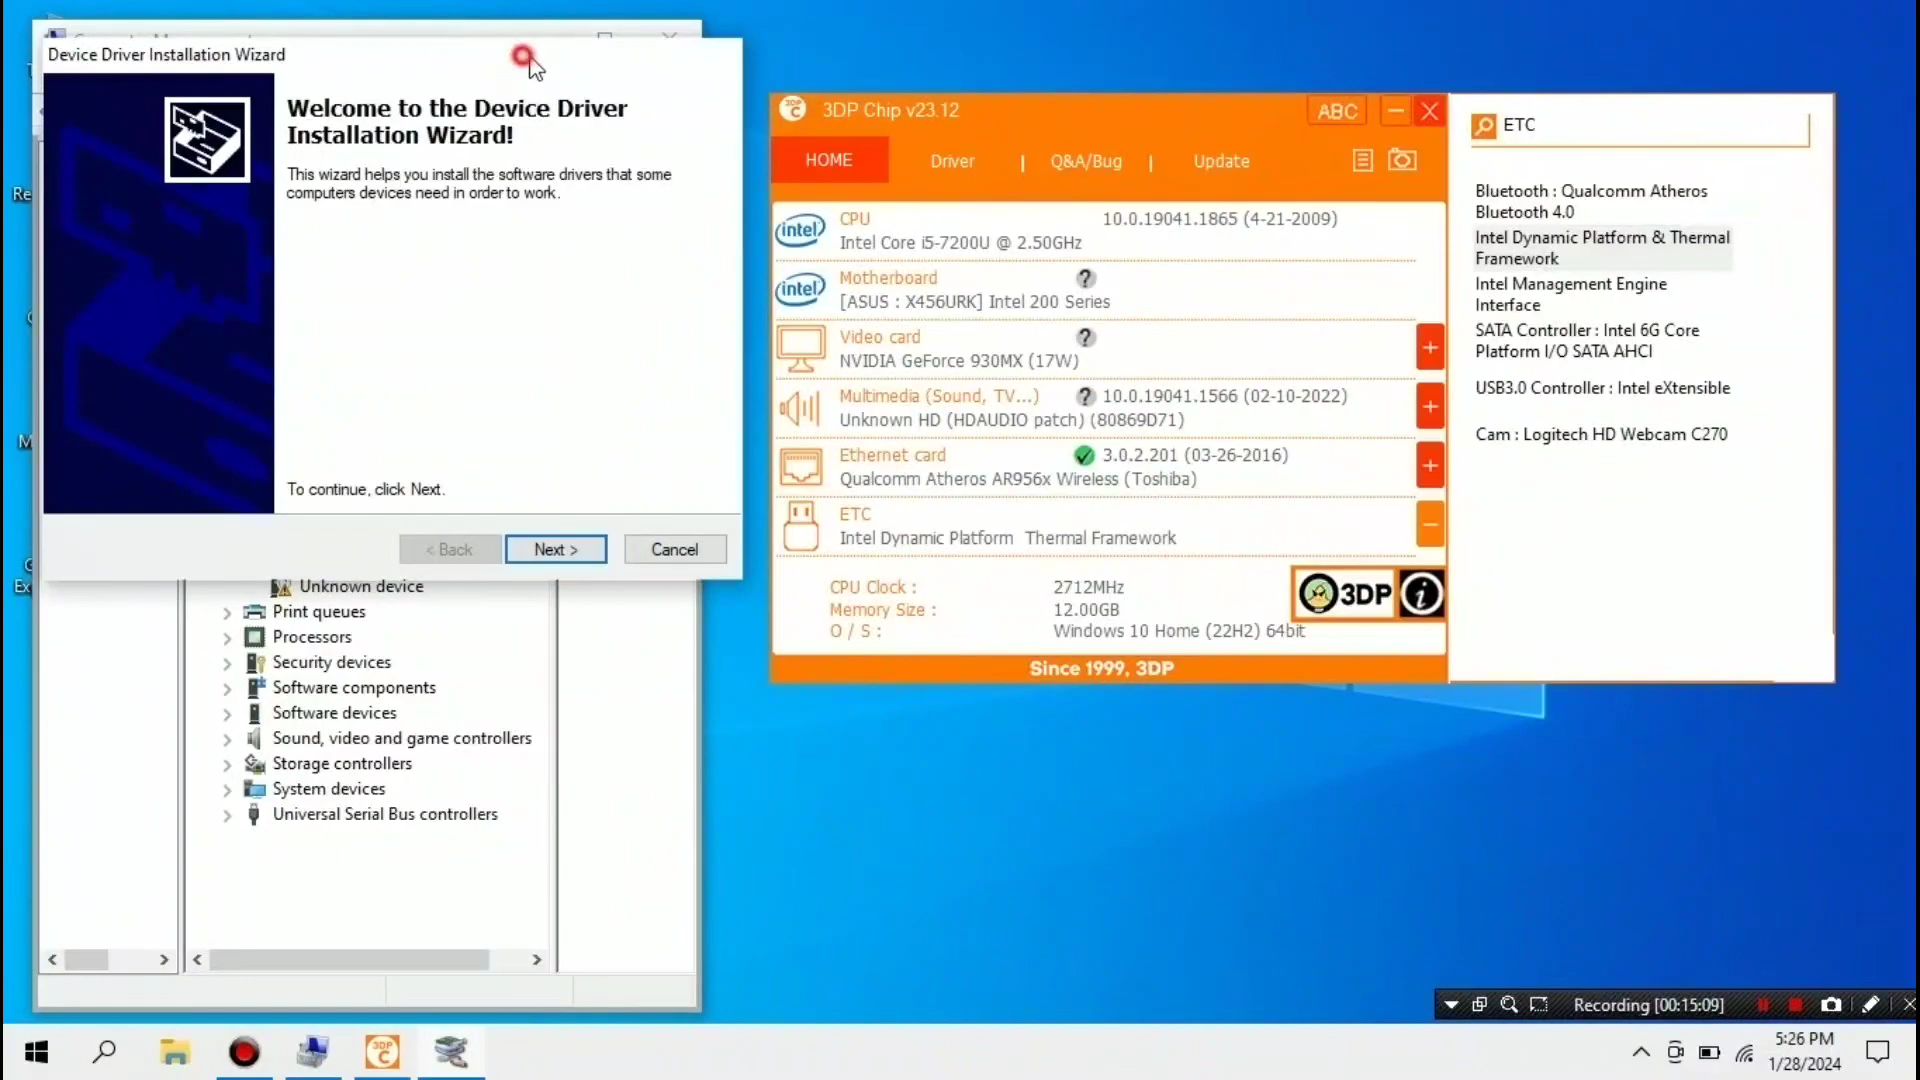 Device Driver Installation Wizard
Welcome to the Device Driver
Installation Wizard!
This wizard helps you install the software drivers that some
computers devices need in order to work.
To continue, click Next.
< Back
Next >
Cancel
Unknown device
Print queues
Processors
Security devices
Software components
Software devices
Sound, video and game controllers
Storage controllers
System devices
Universal Serial Bus controllers
3DP Chip v23.12
ABC
HOME
Driver | Q&A/Bug | Update
CPU 10.0.19041.1865 (4-21-2009)
Intel Core i5-7200U @ 2.50GHz
Motherboard ?
[ASUS : X456URK] Intel 200 Series
Video card ?
NVIDIA GeForce 930MX (17W)
Multimedia (Sound, TV...) ? 10.0.19041.1566 (02-10-2022)
Unknown HD (HDAUDIO patch) (80869D71)
Ethernet card 3.0.2.201 (03-26-2016)
Qualcomm Atheros AR956x Wireless (Toshiba)
ETC
Intel Dynamic Platform Thermal Framework
intel
intel
CPU Clock : 2712MHz
Memory Size : 12.00GB
O / S : Windows 10 Home (22H2) 64bit
3DP i
Since 1999, 3DP
ETC
Bluetooth : Qualcomm Atheros
Bluetooth 4.0
Intel Dynamic Platform & Thermal
Framework
Intel Management Engine
Interface
SATA Controller : Intel 6G Core
Platform I/O SATA AHCI
USB3.0 Controller : Intel eXtensible
Cam : Logitech HD Webcam C270
Re
M
Ex
Recording [00:15:09]
3DP
C
5:26 PM
1/28/2024